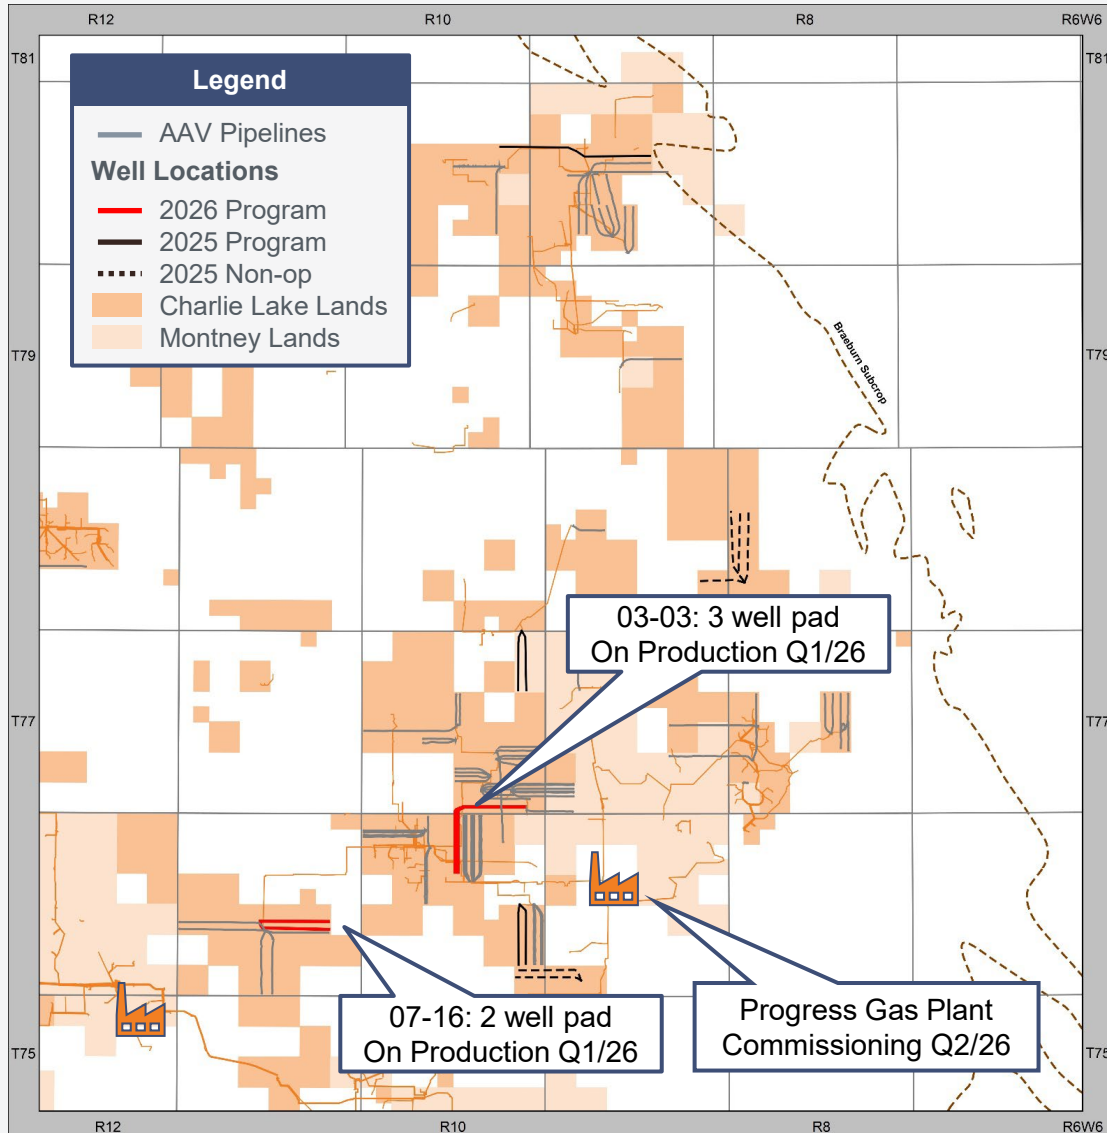 R12
R10
R8
R6W6
T81
T81
Legend
AAV Pipelines
Well Locations
2026 Program
2025 Program
2025 Non-op
Charlie Lake Lands
Montney Lands
T79
T79
Braeburn Subcrop
03-03: 3 well pad
On Production Q1/26
T77
T77
07-16: 2 well pad
On Production Q1/26
Progress Gas Plant
Commissioning Q2/26
T75
T75
R12
R10
R8
R6W6